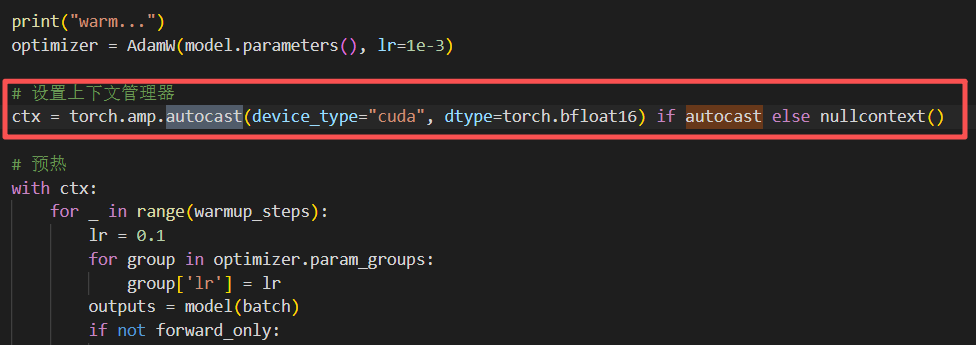 print("warm...")
optimizer = AdamW(model.parameters(), lr=1e-3)
# 设置上下文管理器
ctx = torch.amp.autocast(device_type="cuda", dtype=torch.bfloat16) if autocast else nullcontext()
# 预热
with ctx:
    for _ in range(warmup_steps):
        lr = 0.1
        for group in optimizer.param_groups:
            group['lr'] = lr
        outputs = model(batch)
        if not forward_only: